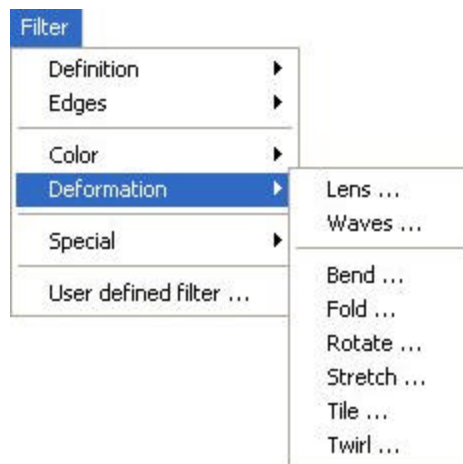 Filter
Definition
Edges
Color
Deformation
Special
User defined filter ...
Lens ...
Waves ...
Bend ...
Fold ...
Rotate ...
Stretch ...
Tile ...
Twirl ...